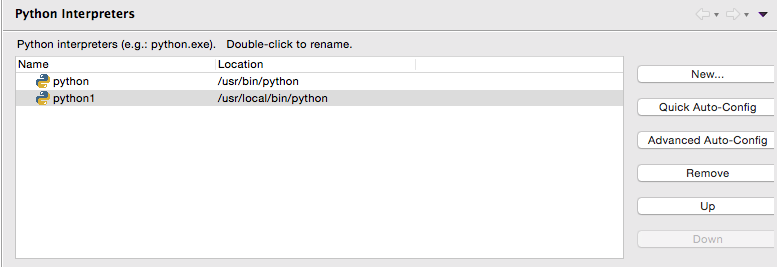 Python Interpreters
Python interpreters (e.g.: python.exe).   Double-click to rename.
Name Location
python /usr/bin/python
python1 /usr/local/bin/python
New...
Quick Auto-Config
Advanced Auto-Config
Remove
Up
Down